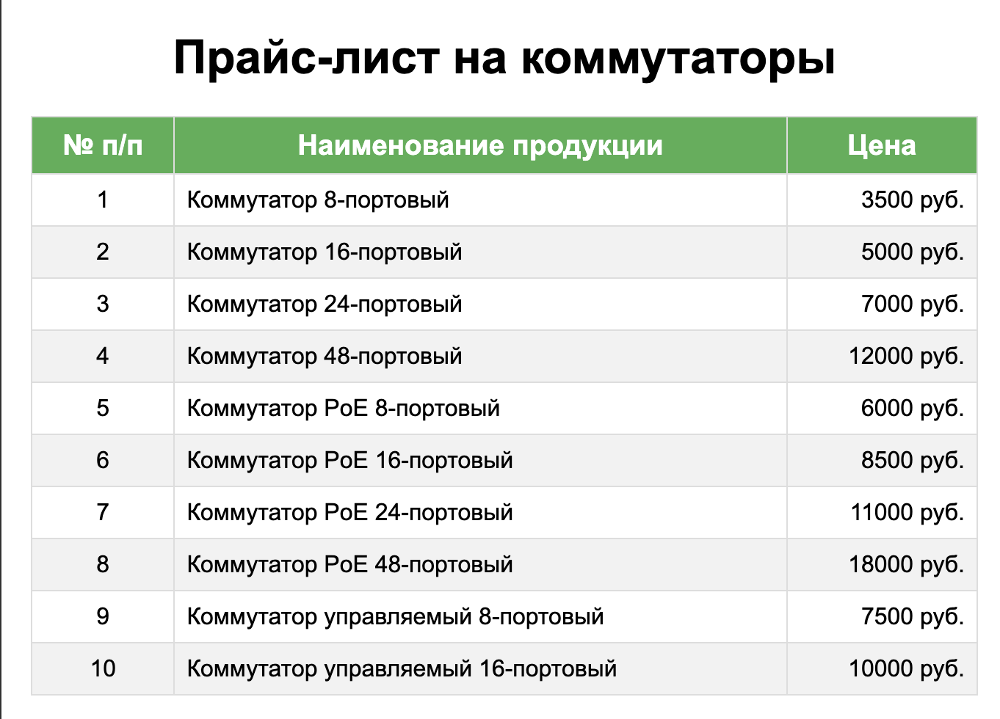 Прайс-лист на коммутаторы
№ п/п Наименование продукции Цена
1 Коммутатор 8-портовый 3500 руб.
2 Коммутатор 16-портовый 5000 руб.
3 Коммутатор 24-портовый 7000 руб.
4 Коммутатор 48-портовый 12000 руб.
5 Коммутатор PoE 8-портовый 6000 руб.
6 Коммутатор PoE 16-портовый 8500 руб.
7 Коммутатор PoE 24-портовый 11000 руб.
8 Коммутатор PoE 48-портовый 18000 руб.
9 Коммутатор управляемый 8-портовый 7500 руб.
10 Коммутатор управляемый 16-портовый 10000 руб.